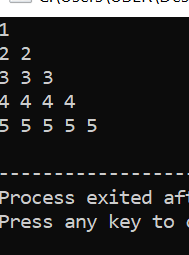 1
2 2
3 3 3
4 4 4 4
5 5 5 5 5
--------------------
Process exited aft
Press any key to